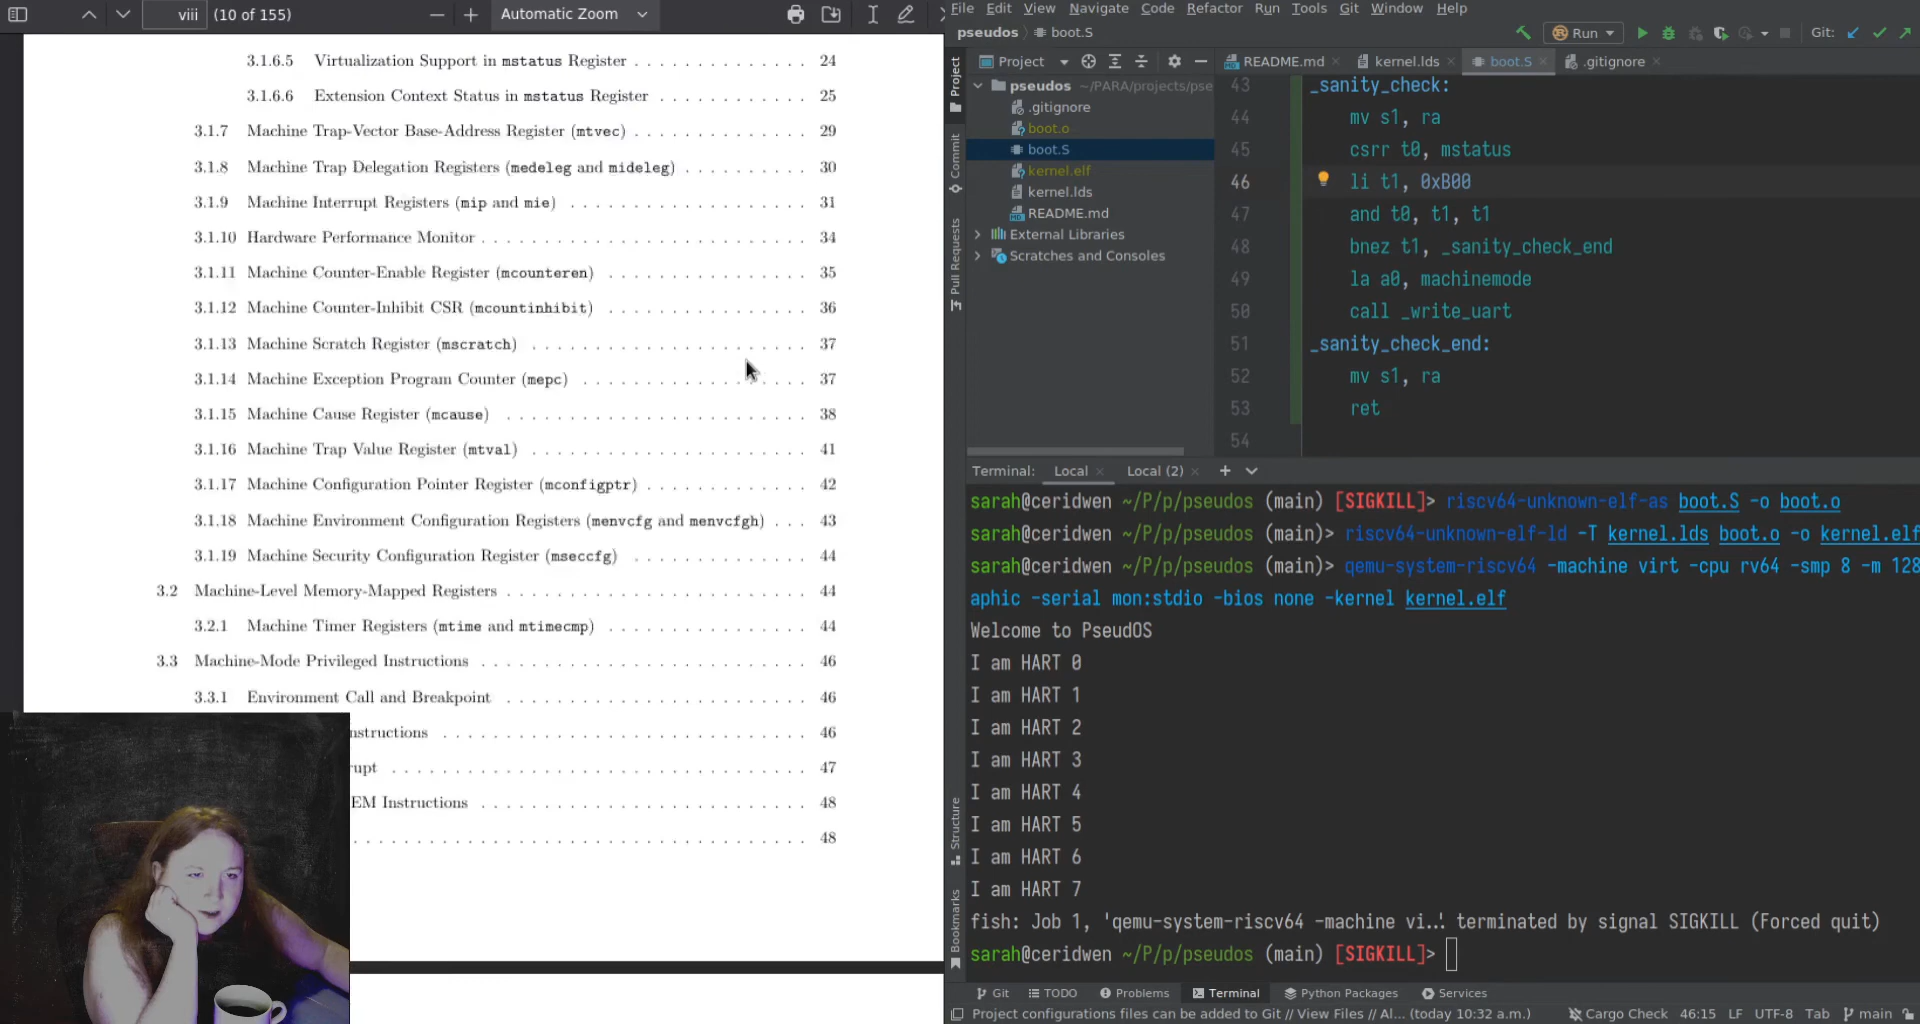 viii (10 of 155) Automatic Zoom
3.1.6.5 Virtualization Support in mstatus Register 24
3.1.6.6 Extension Context Status in mstatus Register 25
3.1.7 Machine Trap-Vector Base-Address Register (mtvec) 29
3.1.8 Machine Trap Delegation Registers (medeleg and mideleg) 30
3.1.9 Machine Interrupt Registers (mip and mie) 31
3.1.10 Hardware Performance Monitor 34
3.1.11 Machine Counter-Enable Register (mcounteren) 35
3.1.12 Machine Counter-Inhibit CSR (mcountinhibit) 36
3.1.13 Machine Scratch Register (mscratch) 37
3.1.14 Machine Exception Program Counter (mepc) 37
3.1.15 Machine Cause Register (mcause) 38
3.1.16 Machine Trap Value Register (mtval) 41
3.1.17 Machine Configuration Pointer Register (mconfigptr) 42
3.1.18 Machine Environment Configuration Registers (menvcfg and menvcfgh) 43
3.1.19 Machine Security Configuration Register (mseccfg) 44
3.2 Machine-Level Memory-Mapped Registers 44
3.2.1 Machine Timer Registers (mtime and mtimecmp) 44
3.3 Machine-Mode Privileged Instructions 46
3.3.1 Environment Call and Breakpoint 46
nstructions 46
rupt 47
EM Instructions 48
48
File Edit View Navigate Code Refactor Run Tools Git Window Help
pseudos boot.S Run Git:
Project README.md kernel.lds boot.S .gitignore
Project
Commit
Pull Requests
pseudos ~/PARA/projects/pse
.gitignore
boot.o
boot.S
kernel.elf
kernel.lds
README.md
External Libraries
Scratches and Consoles
43 _sanity_check:
44 mv s1, ra
45 csrr t0, mstatus
46 li t1, 0xB00
47 and t0, t1, t1
48 bnez t1, _sanity_check_end
49 la a0, machinemode
50 call _write_uart
51 _sanity_check_end:
52 mv s1, ra
53 ret
54
Terminal: Local Local (2)
sarah@ceridwen ~/P/p/pseudos (main) [SIGKILL]> riscv64-unknown-elf-as boot.S -o boot.o
sarah@ceridwen ~/P/p/pseudos (main)> riscv64-unknown-elf-ld -T kernel.lds boot.o -o kernel.elf
sarah@ceridwen ~/P/p/pseudos (main)> qemu-system-riscv64 -machine virt -cpu rv64 -smp 8 -m 128
aphic -serial mon:stdio -bios none -kernel kernel.elf
Welcome to PseudOS
I am HART 0
I am HART 1
I am HART 2
I am HART 3
I am HART 4
I am HART 5
I am HART 6
I am HART 7
fish: Job 1, 'qemu-system-riscv64 -machine vi…' terminated by signal SIGKILL (Forced quit)
sarah@ceridwen ~/P/p/pseudos (main) [SIGKILL]>
Structure
Bookmarks
Git TODO Problems Terminal Python Packages Services
Project configurations files can be added to Git // View Files // Al... (today 10:32 a.m.) Cargo Check 46:15 LF UTF-8 Tab main